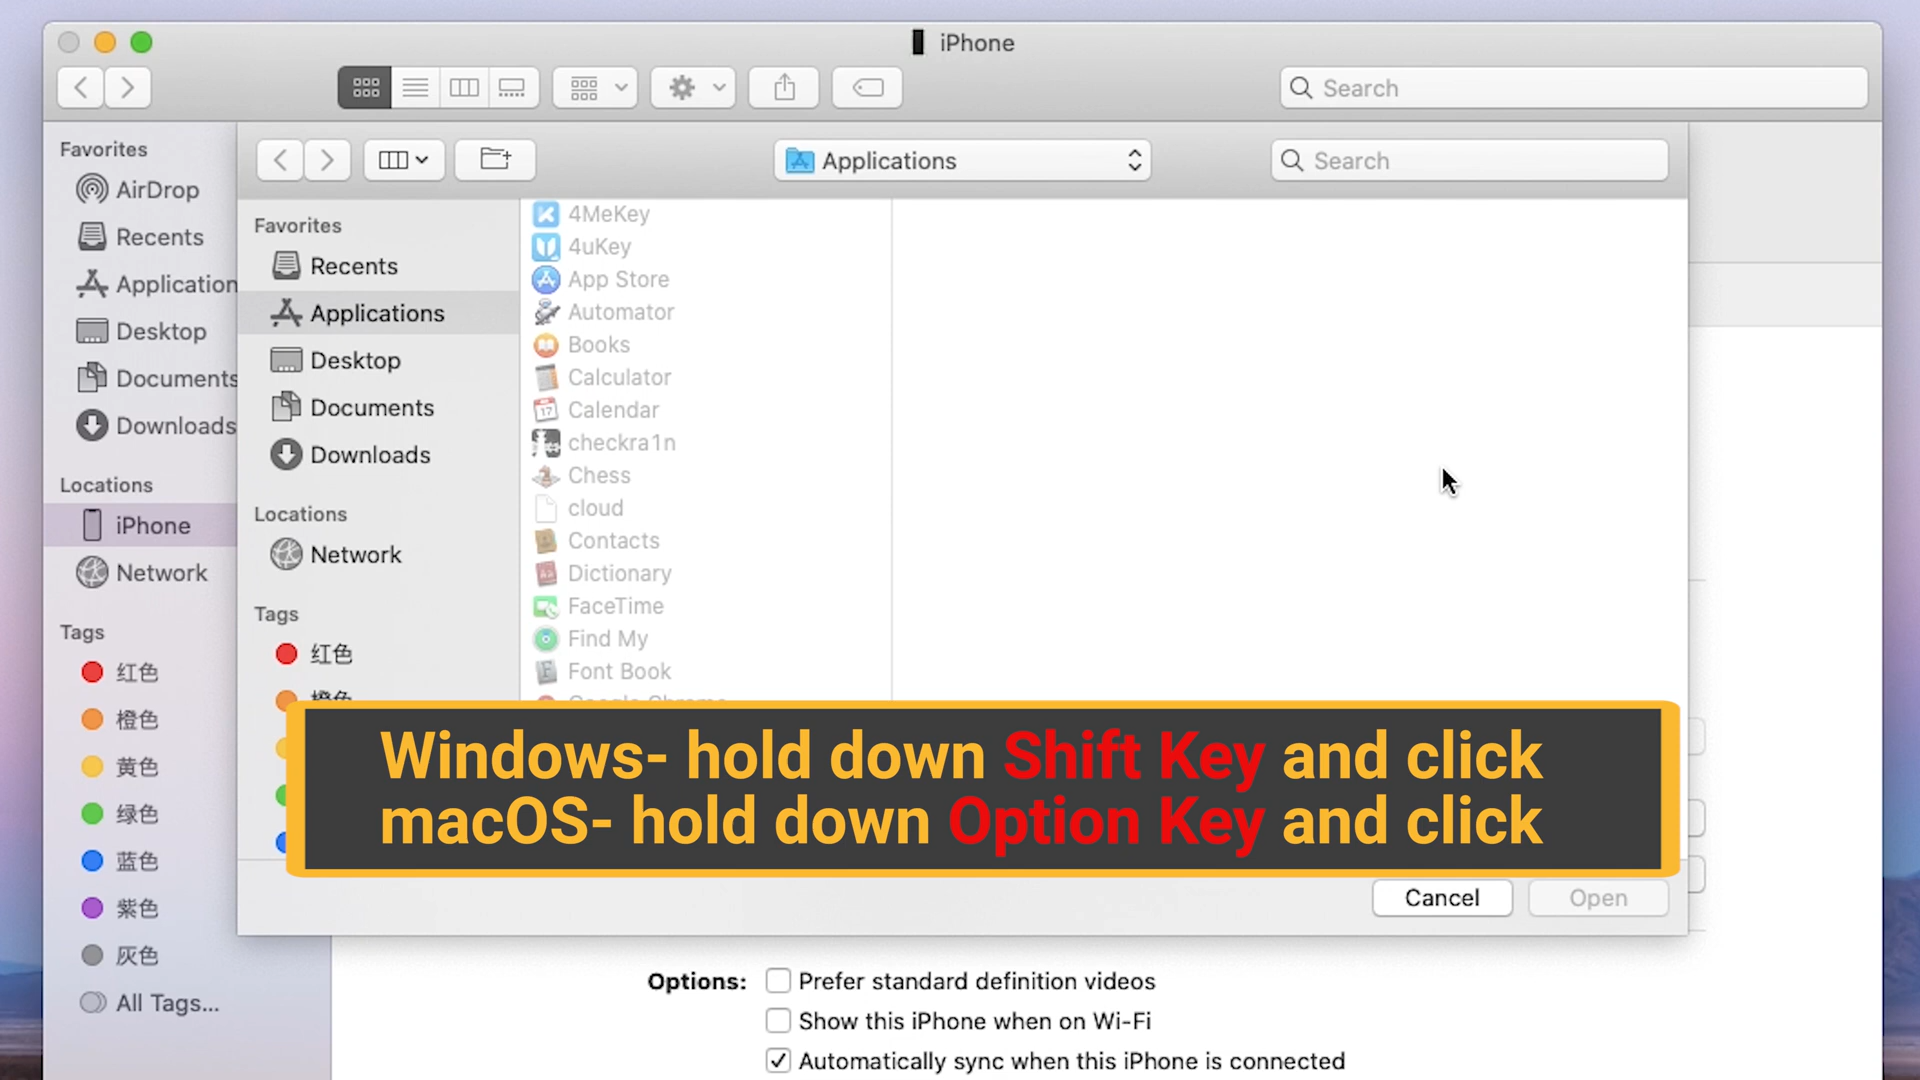 iPhone
Search
Favorites
AirDrop
Recents
Application
Desktop
Documents
Downloads
Locations
iPhone
Network
Tags
红色
橙色
黄色
绿色
蓝色
紫色
灰色
All Tags...
Applications
Search
Favorites
Recents
Applications
Desktop
Documents
Downloads
Locations
Network
Tags
红色
橙色
4MeKey
4uKey
App Store
Automator
Books
Calculator
Calendar
17
checkra1n
Chess
cloud
Contacts
Dictionary
FaceTime
Find My
Font Book
Google Chrome
Windows- hold down Shift Key and click
macOS- hold down Option Key and click
Cancel
Open
Options:
Prefer standard definition videos
Show this iPhone when on Wi-Fi
Automatically sync when this iPhone is connected